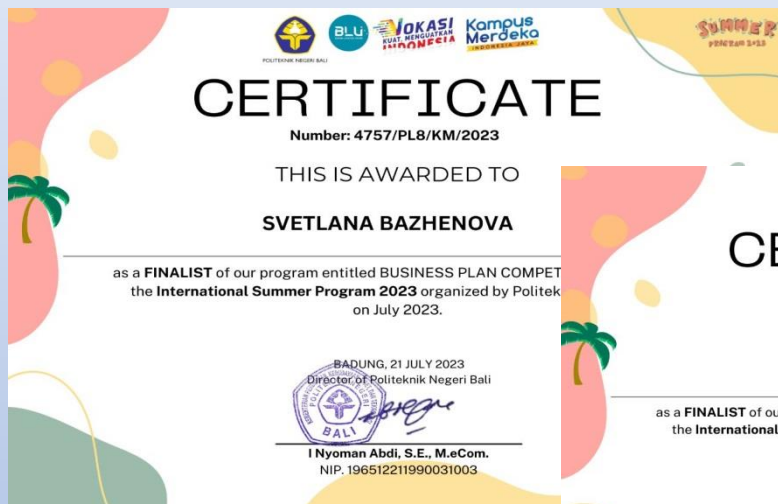 POLITEKNIK NEGERI BALI
BLU
VOKASI
KUAT, MENGUATKAN
INDONESIA
Kampus
Merdeka
INDONESIA JAYA
SUMMER
PROGRAM 2023
CERTIFICATE
Number: 4757/PL8/KM/2023
THIS IS AWARDED TO
SVETLANA BAZHENOVA
as a FINALIST of our program entitled BUSINESS PLAN COMPET
the International Summer Program 2023 organized by Politek
on July 2023.
BADUNG, 21 JULY 2023
Director of Politeknik Negeri Bali
BALI
I Nyoman Abdi, S.E., M.eCom.
NIP. 196512211990031003
CE
as a FINALIST of ou
the International